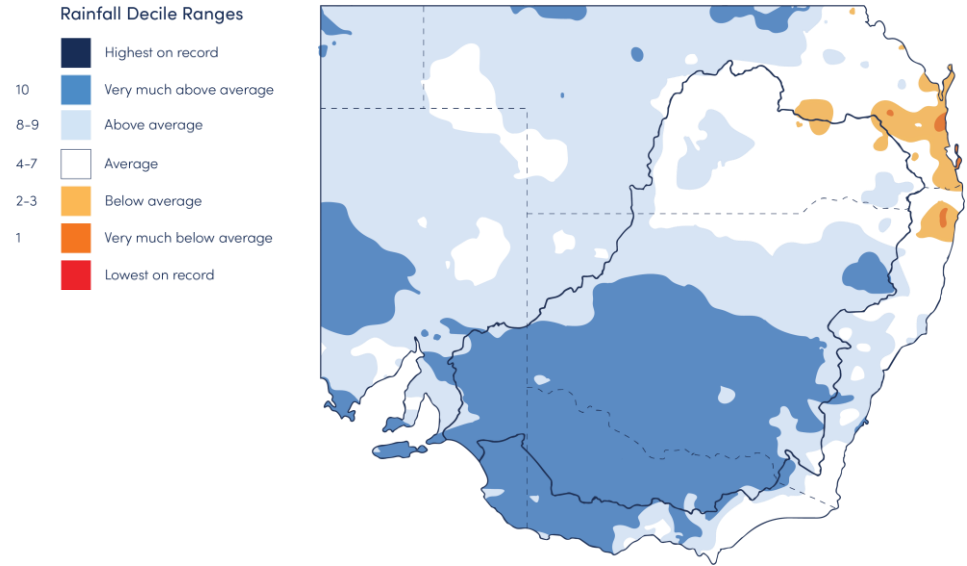 Rainfall Decile Ranges
Highest on record
10 Very much above average
8-9 Above average
4-7 Average
2-3 Below average
1 Very much below average
Lowest on record